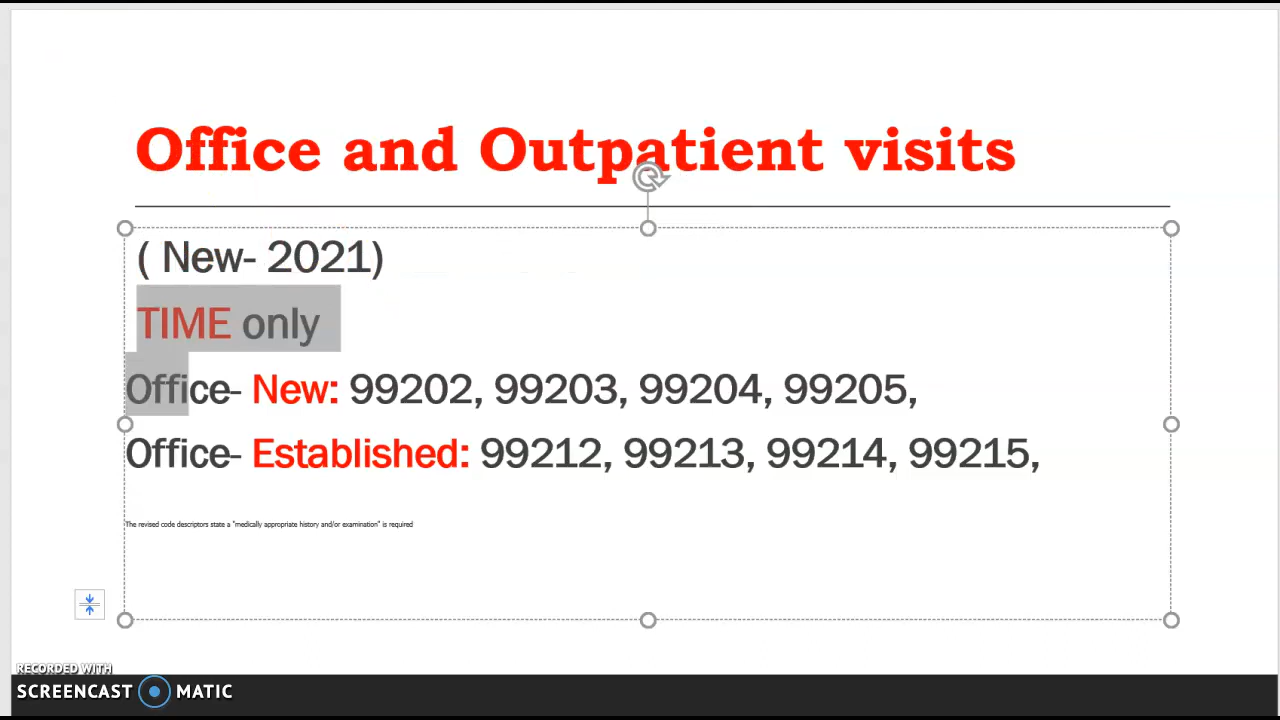 Office and Outpatient visits
( New- 2021)
TIME only
Office- New: 99202, 99203, 99204, 99205,
Office- Established: 99212, 99213, 99214, 99215,
The revised code descriptors state a "medically appropriate history and/or examination" is required
RECORDED WITH
SCREENCAST MATIC